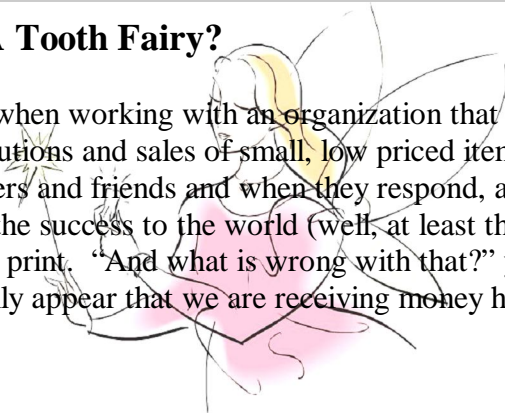 A Tooth Fairy?
when working with an organization that
utions and sales of small, low priced iten
ers and friends and when they respond, a
the success to the world (well, at least th
print. “And what is wrong with that?”
ly appear that we are receiving money h